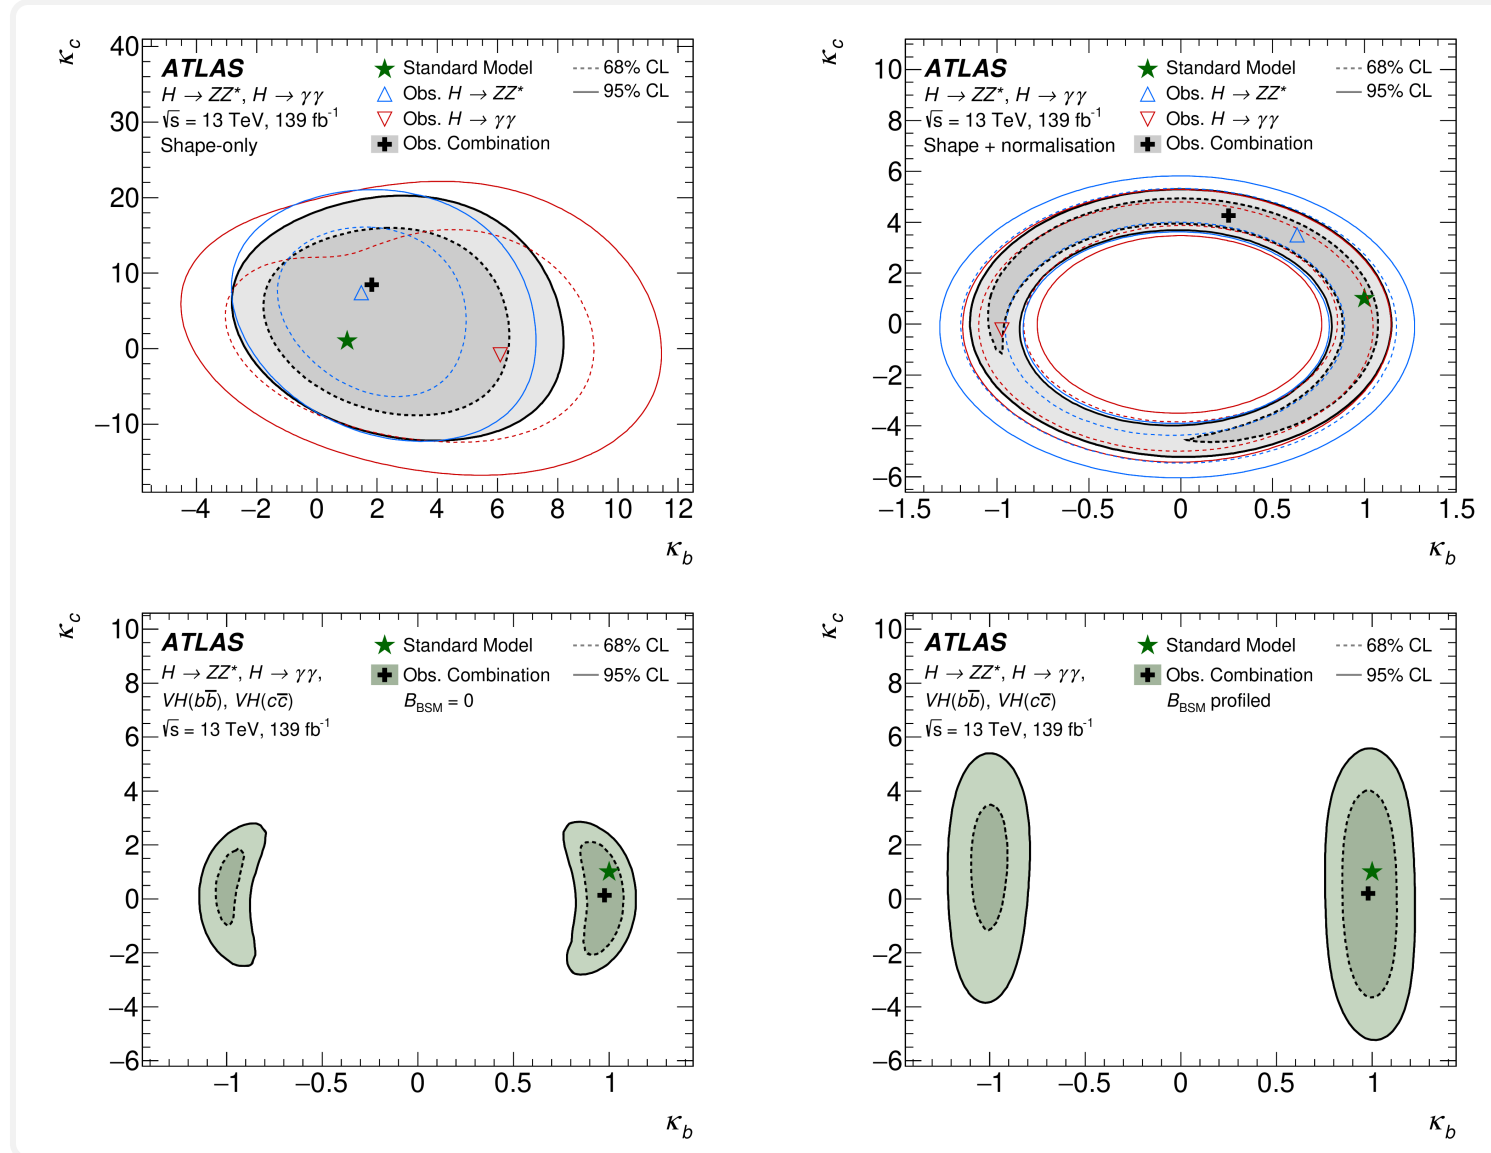 κc
40
30
20
10
0
−10
ATLAS
H → ZZ*, H → γγ
√s = 13 TeV, 139 fb-1
Shape-only
Standard Model
Obs. H → ZZ*
Obs. H → γγ
Obs. Combination
68% CL
95% CL
−4 −2 0 2 4 6 8 10 12
κb
κc
10
8
6
4
2
0
−2
−4
−6
ATLAS
H → ZZ*, H → γγ
√s = 13 TeV, 139 fb-1
Shape + normalisation
Standard Model
Obs. H → ZZ*
Obs. H → γγ
Obs. Combination
68% CL
95% CL
−1.5 −1 −0.5 0 0.5 1 1.5
κb
κc
10
8
6
4
2
0
−2
−4
−6
ATLAS
H → ZZ*, H → γγ,
VH(bb̅), VH(cc̅)
√s = 13 TeV, 139 fb-1
Standard Model
Obs. Combination
BBSM = 0
68% CL
95% CL
−1 −0.5 0 0.5 1
κb
κc
10
8
6
4
2
0
−2
−4
−6
ATLAS
H → ZZ*, H → γγ,
VH(bb̅), VH(cc̅)
√s = 13 TeV, 139 fb-1
Standard Model
Obs. Combination
BBSM profiled
68% CL
95% CL
−1 −0.5 0 0.5 1
κb